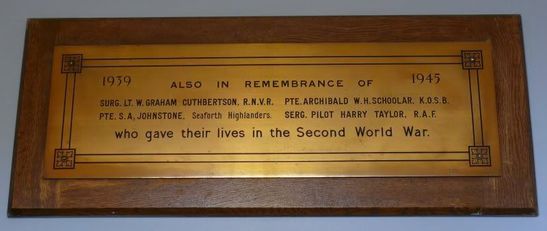 1939 ALSO IN REMEMBRANCE OF 1945
SURG. LT. W. GRAHAM CUTHBERTSON, R.N.V.R. PTE. ARCHIBALD W.H. SCHOOLAR, K.O.S.B.
PTE. S.A. JOHNSTONE, Seaforth Highlanders. SERG. PILOT HARRY TAYLOR, R.A.F.
who gave their lives in the Second World War.